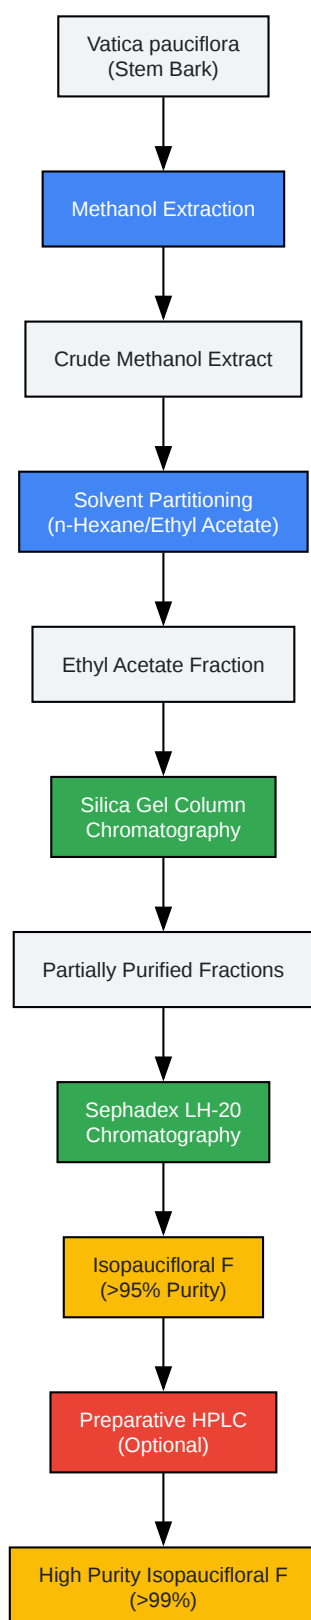 Vatica pauciflora
(Stem Bark)
Methanol Extraction
Crude Methanol Extract
Solvent Partitioning
(n-Hexane/Ethyl Acetate)
Ethyl Acetate Fraction
Silica Gel Column
Chromatography
Partially Purified Fractions
Sephadex LH-20
Chromatography
Isopaucifloral F
(>95% Purity)
Preparative HPLC
(Optional)
High Purity Isopaucifloral F
(>99%)